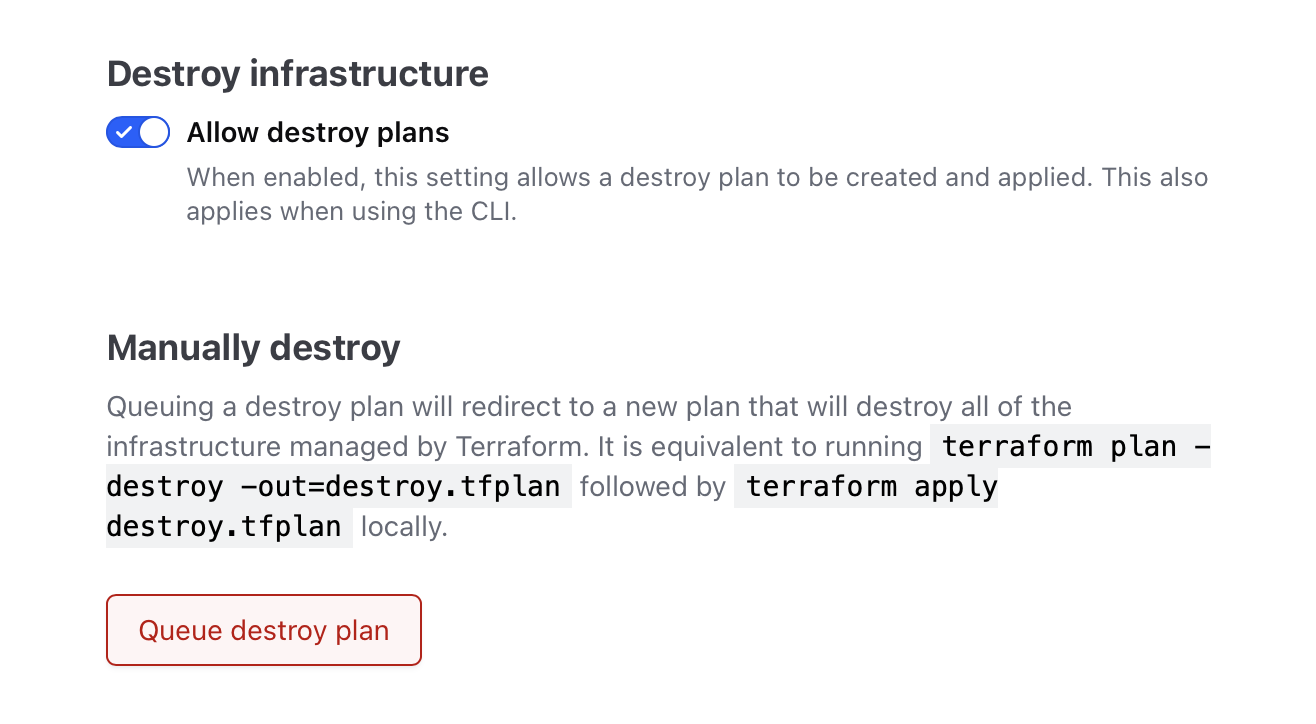 Destroy infrastructure
Allow destroy plans
When enabled, this setting allows a destroy plan to be created and applied. This also
applies when using the CLI.
Manually destroy
Queuing a destroy plan will redirect to a new plan that will destroy all of the
infrastructure managed by Terraform. It is equivalent to running terraform plan -
destroy -out=destroy.tfplan followed by terraform apply
destroy.tfplan locally.
Queue destroy plan